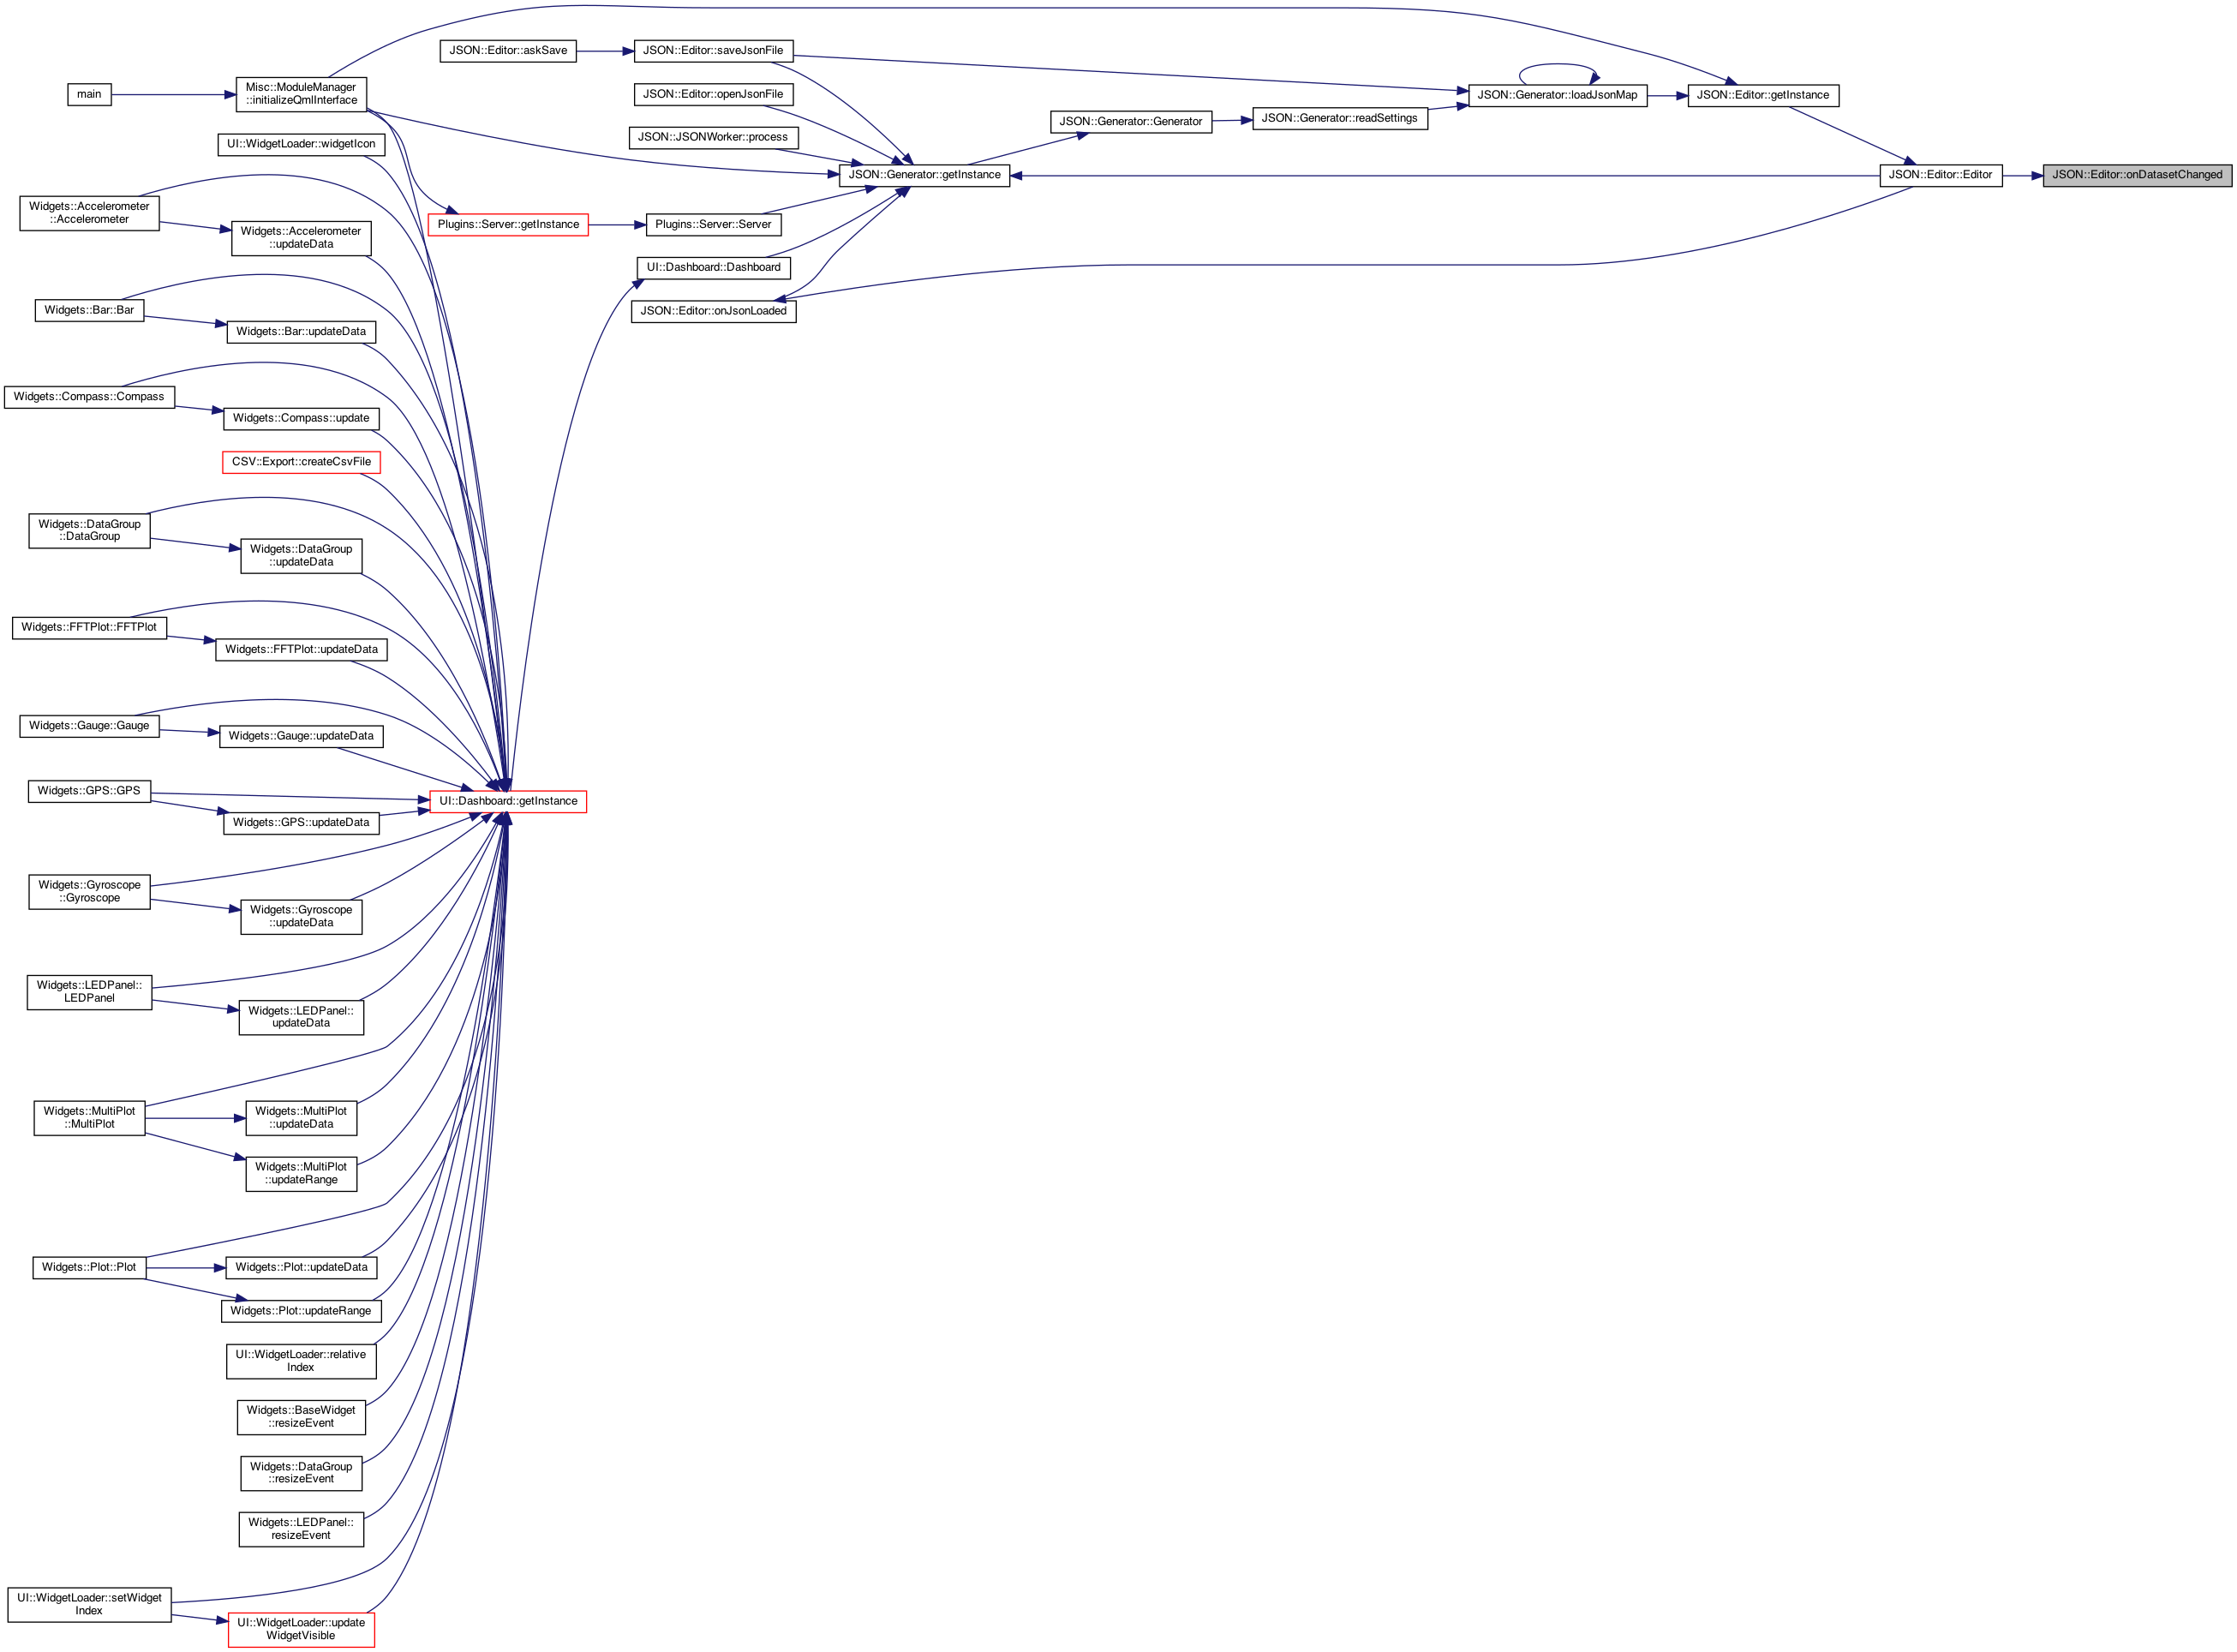 JSON::Editor::askSave
JSON::Editor::saveJsonFile
main
Misc::ModuleManager
::initializeQmlInterface
JSON::Editor::openJsonFile
JSON::Generator::loadJsonMap
JSON::Editor::getInstance
JSON::Generator::Generator
JSON::Generator::readSettings
UI::WidgetLoader::widgetIcon
JSON::JSONWorker::process
JSON::Generator::getInstance
JSON::Editor::Editor
JSON::Editor::onDatasetChanged
Widgets::Accelerometer
::Accelerometer
Widgets::Accelerometer
::updateData
Plugins::Server::getInstance
Plugins::Server::Server
UI::Dashboard::Dashboard
Widgets::Bar::Bar
JSON::Editor::onJsonLoaded
Widgets::Bar::updateData
Widgets::Compass::Compass
Widgets::Compass::update
CSV::Export::createCsvFile
Widgets::DataGroup
::DataGroup
Widgets::DataGroup
::updateData
Widgets::FFTPlot::FFTPlot
Widgets::FFTPlot::updateData
Widgets::Gauge::Gauge
Widgets::Gauge::updateData
Widgets::GPS::GPS
UI::Dashboard::getInstance
Widgets::GPS::updateData
Widgets::Gyroscope
::Gyroscope
Widgets::Gyroscope
::updateData
Widgets::LEDPanel::
LEDPanel
Widgets::LEDPanel::
updateData
Widgets::MultiPlot
::MultiPlot
Widgets::MultiPlot
::updateData
Widgets::MultiPlot
::updateRange
Widgets::Plot::Plot
Widgets::Plot::updateData
Widgets::Plot::updateRange
UI::WidgetLoader::relative
Index
Widgets::BaseWidget
::resizeEvent
Widgets::DataGroup
::resizeEvent
Widgets::LEDPanel::
resizeEvent
UI::WidgetLoader::setWidget
Index
UI::WidgetLoader::update
WidgetVisible